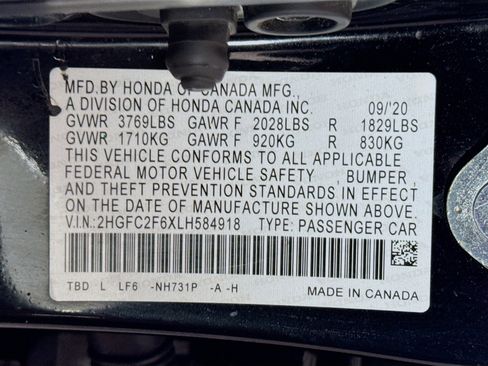 MFD.BY HONDA OF CANADA MFG.,
A DIVISION OF HONDA CANADA INC. 09/'20
GVWR 3769LBS GAWR F 2028LBS R 1829LBS
GVWR 1710KG GAWR F 920KG R 830KG
THIS VEHICLE CONFORMS TO ALL APPLICABLE
FEDERAL MOTOR VEHICLE SAFETY , BUMPER,
AND THEFT PREVENTION STANDARDS IN EFFECT
ON THE DATE OF MANUFACTURE SHOWN ABOVE.
V.I.N.:2HGFC2F6XLH584918 TYPE: PASSENGER CAR
TBD L LF6 -NH731P -A -H MADE IN CANADA